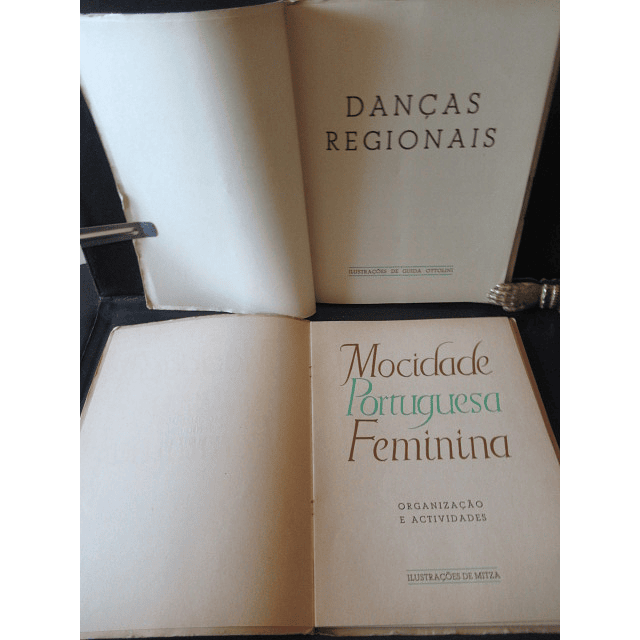 DANÇAS
REGIONAIS
ILUSTRAÇÕES DE GUIDA OTTOLINI
Mocidade
Portuguesa
Feminina
ORGANIZAÇÃO
E ACTIVIDADES
ILUSTRAÇÕES DE MITZA